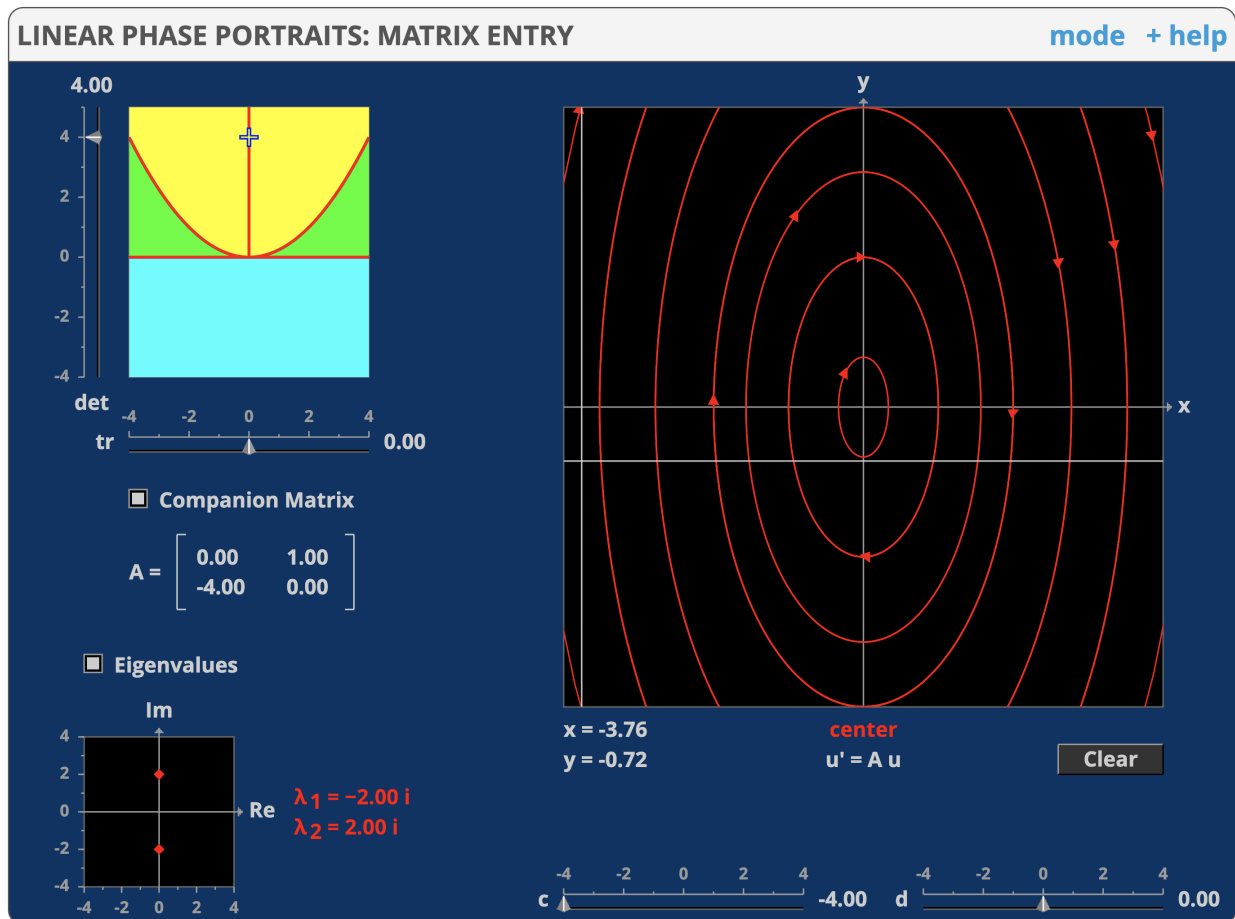 LINEAR PHASE PORTRAITS: MATRIX ENTRY mode + help
4.00
y
4
2
0
-2
-4
det
-4 -2 0 2 4
tr 0.00
x
Companion Matrix
A = 0.00 1.00
-4.00 0.00
Eigenvalues
Im
4
2
0
-2
-4
Re
-4 -2 0 2 4
λ1 = −2.00 i
λ2 = 2.00 i
x = -3.76 center
y = -0.72 u' = A u Clear
-4 -2 0 2 4
c -4.00
-4 -2 0 2 4
d 0.00